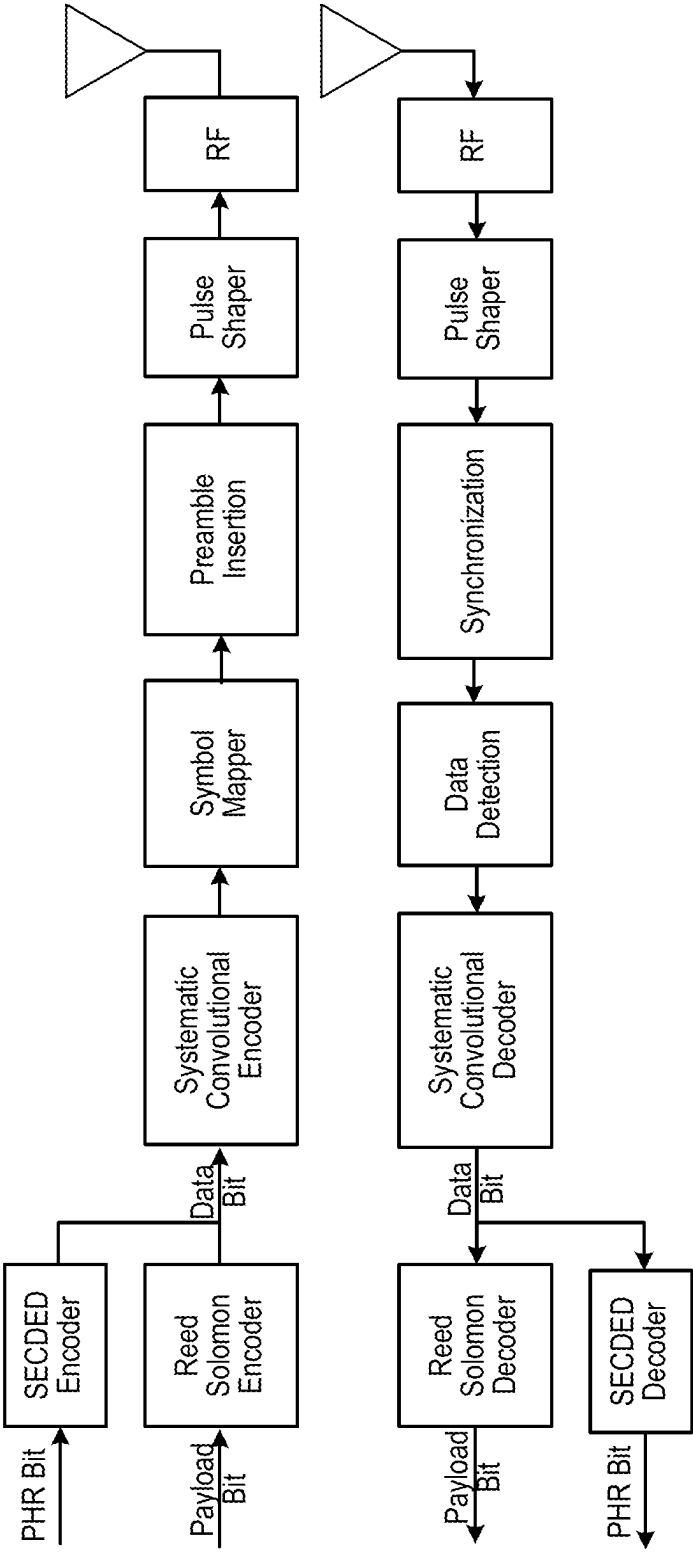 PHR Bit
SECDED
Encoder
Payload
Bit
Reed
Solomon
Encoder
Data
Bit
Systematic
Convolutional
Encoder
Symbol
Mapper
Preamble
Insertion
Pulse
Shaper
RF
RF
Pulse
Shaper
Synchronization
Data
Detection
Systematic
Convolutional
Decoder
Data
Bit
Reed
Solomon
Decoder
Payload
Bit
SECDED
Decoder
PHR Bit